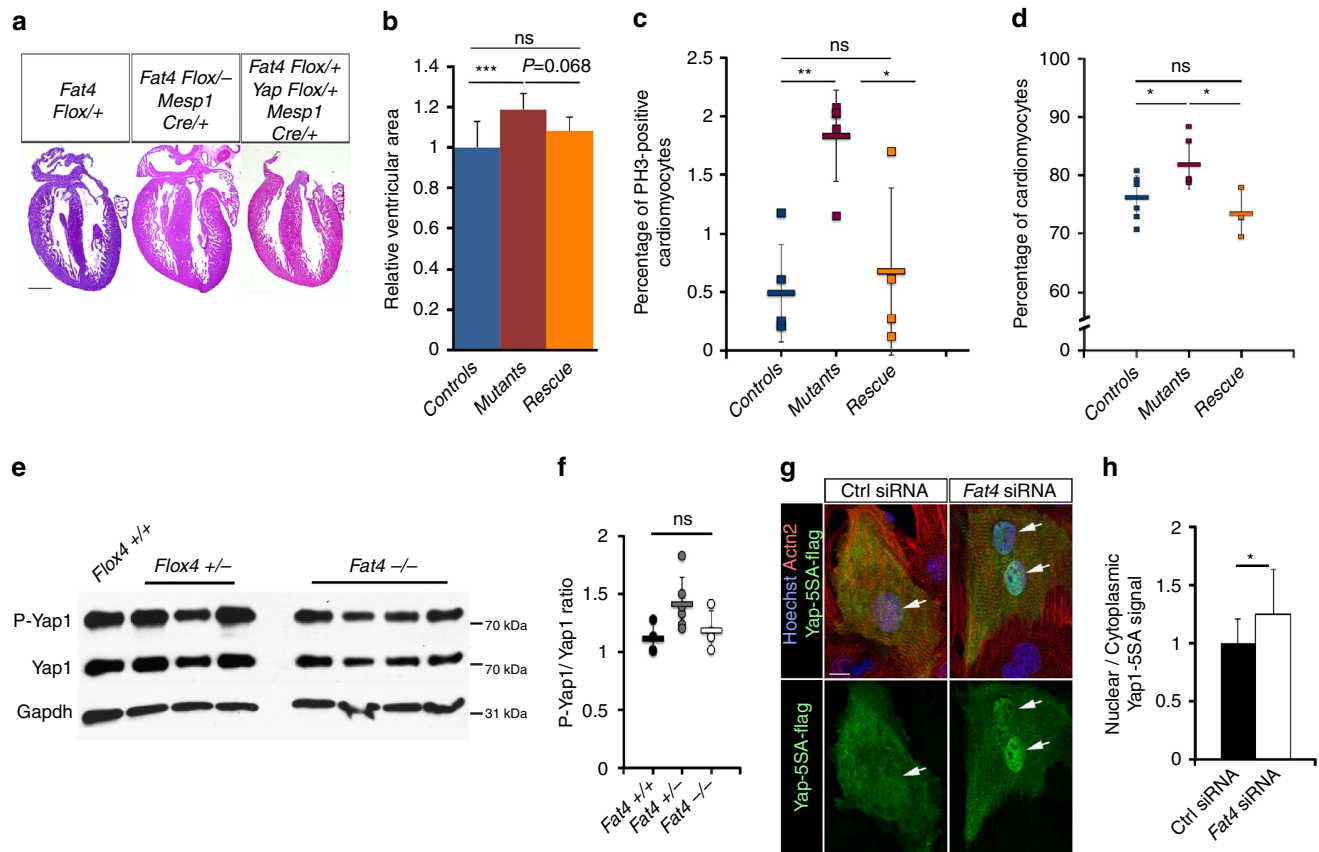 a
Fat4
Flox/+
Fat4 Flox/–
Mesp1
Cre/+
Fat4 Flox/+
Yap Flox/+
Mesp1
Cre/+
b
ns
***
P=0.068
Relative ventricular area
1.4
1.2
1
0.8
0.6
0.4
0.2
0
Controls
Mutants
Rescue
c
ns
**
*
Percentage of PH3-positive
cardiomyocytes
2.5
2
1.5
1
0.5
0
Controls
Mutants
Rescue
d
ns
*
*
Percentage of cardiomyocytes
100
90
80
70
60
0
Controls
Mutants
Rescue
e
Flox4 +/+
Flox4 +/–
Fat4 –/–
P-Yap1
70 kDa
Yap1
70 kDa
Gapdh
31 kDa
f
ns
P-Yap1/ Yap1 ratio
2
1.5
1
0.5
0
Fat4 +/+
Fat4 +/–
Fat4 –/–
g
Ctrl siRNA
Fat4 siRNA
Hoechst Actn2
Yap-5SA-flag
Yap-5SA-flag
h
*
Nuclear / Cytoplasmic
Yap1-5SA signal
2
1.5
1
0.5
0
Ctrl siRNA
Fat4 siRNA